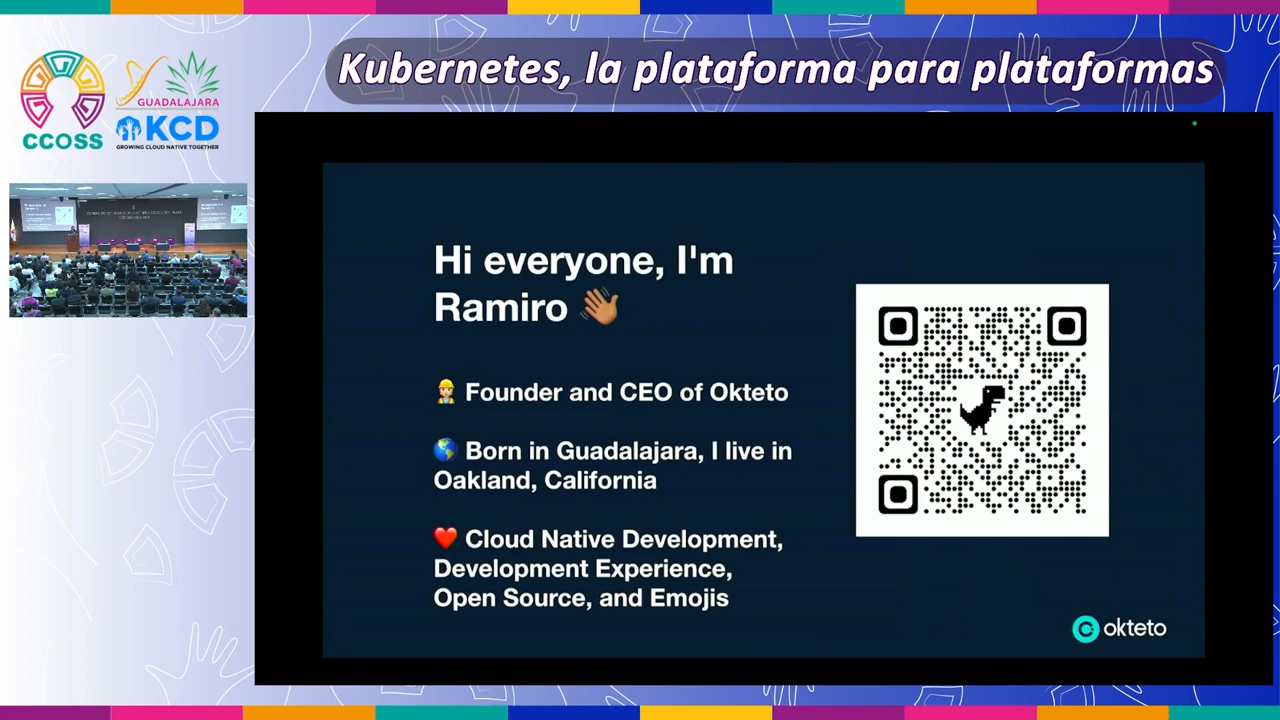 Kubernetes, la plataforma para plataformas
CCOSS
GUADALAJARA
KCD
GROWING CLOUD NATIVE TOGETHER
Hi everyone, I'm
Ramiro 👋🏽
👷🏼 Founder and CEO of Okteto
🌎 Born in Guadalajara, I live in
Oakland, California
❤️ Cloud Native Development,
Development Experience,
Open Source, and Emojis
okteto